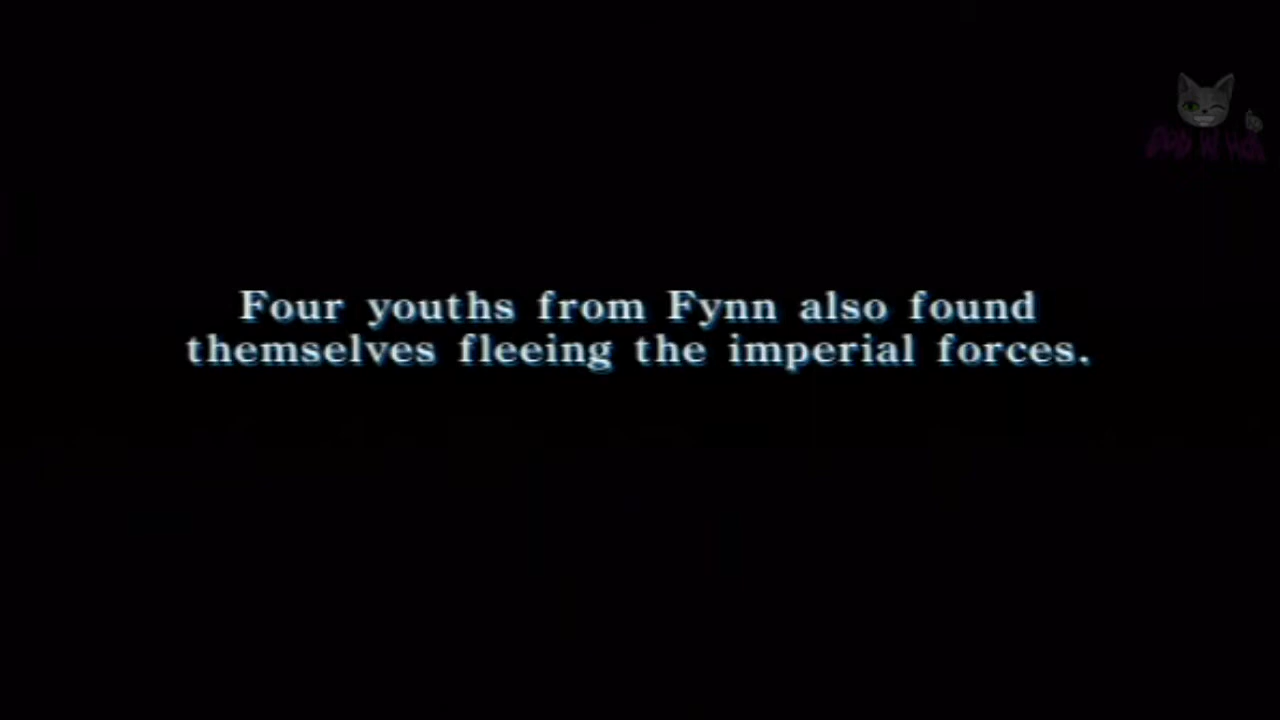 Four youths from Fynn also found
themselves fleeing the imperial forces.